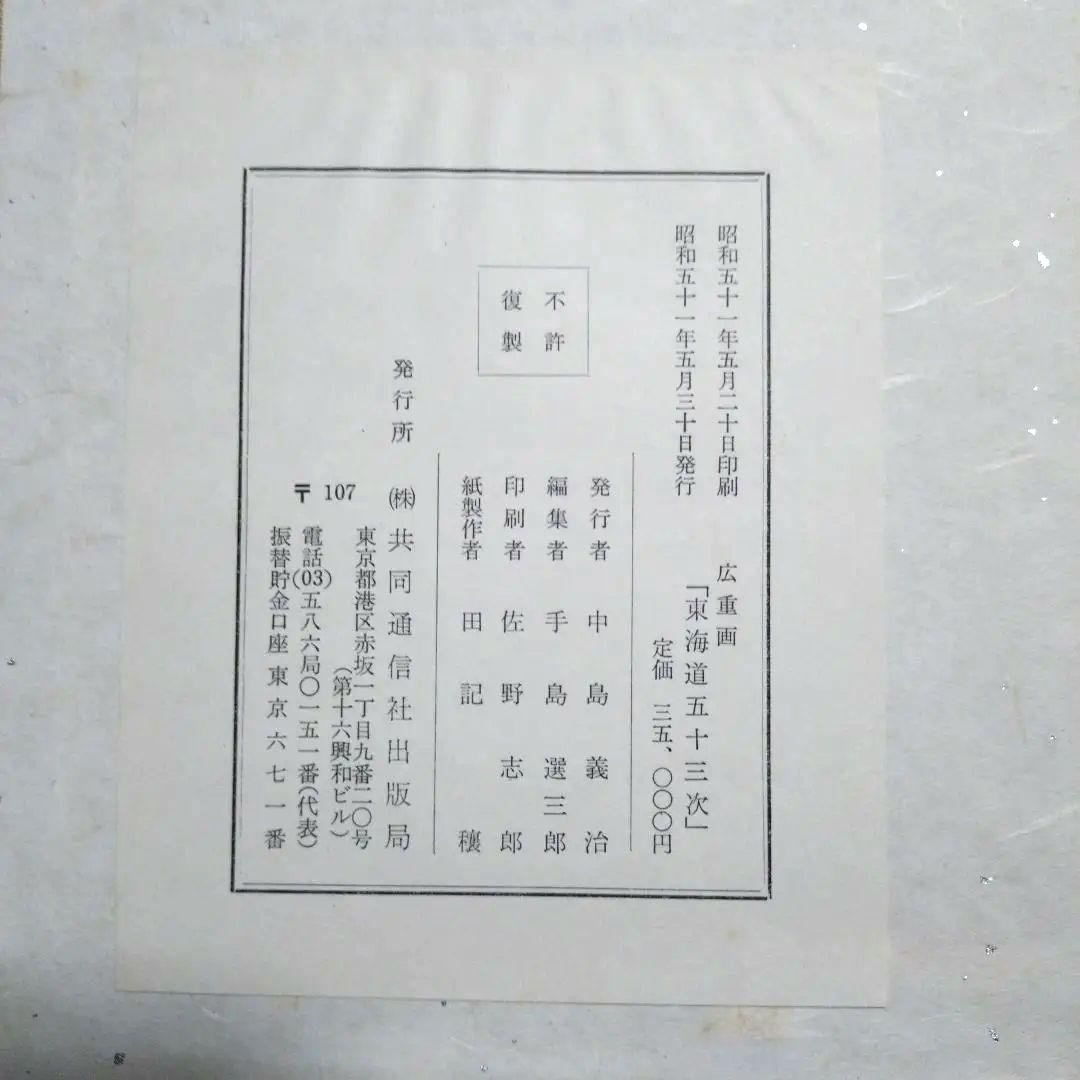 昭和五十一年五月二十日印刷
昭和五十一年五月三十日発行
広重画
「東海道五十三次」
定価 三五、〇〇〇円
不許
復製
発行者 中島義治
編集者 手島選三郎
印刷者 佐野志郎
紙製作者 田記穣
発行所 ㈱共同通信社出版局
東京都港区赤坂一丁目九番二〇号
(第十六興和ビル)
〒107
電話(03)五八六局〇一五一番(代表)
振替貯金口座 東京六七一番